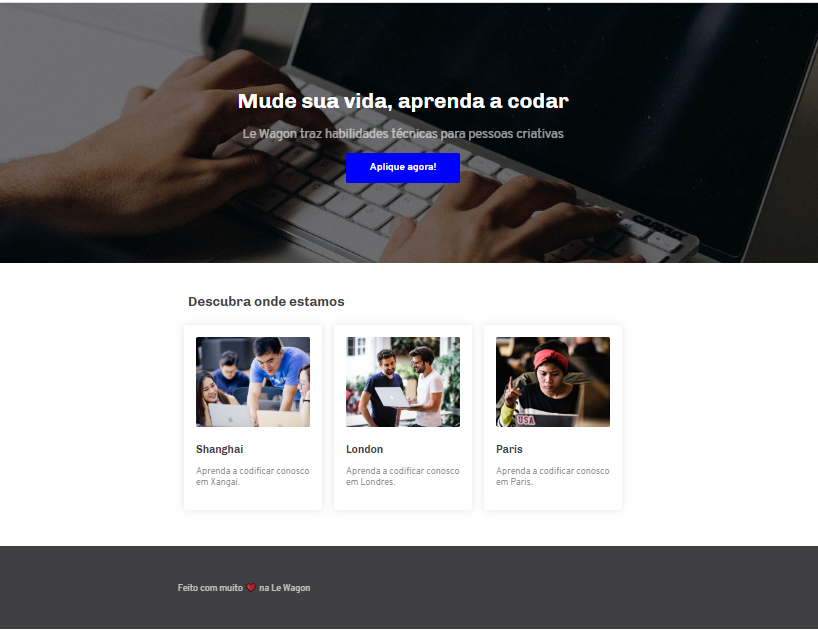 Mude sua vida, aprenda a codar
Le Wagon traz habilidades técnicas para pessoas criativas
Aplique agora!
Descubra onde estamos
USA
Shanghai
London
Paris
Aprenda a codificar conosco
em Xangai.
Aprenda a codificar conosco
em Londres.
Aprenda a codificar conosco
em Paris.
Feito com muito ❤️ na Le Wagon